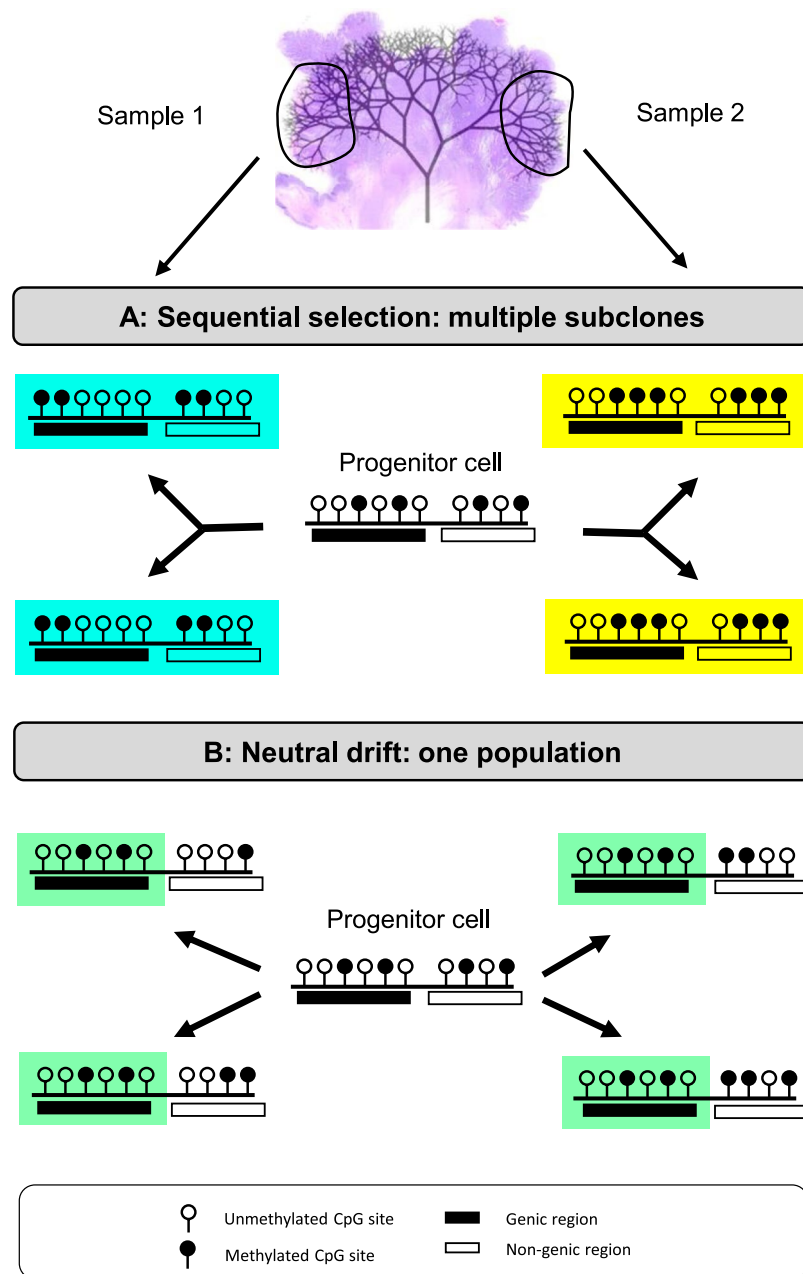 Sample 1
Sample 2
A: Sequential selection: multiple subclones
Progenitor cell
B: Neutral drift: one population
Progenitor cell
Unmethylated CpG site
Genic region
Methylated CpG site
Non-genic region